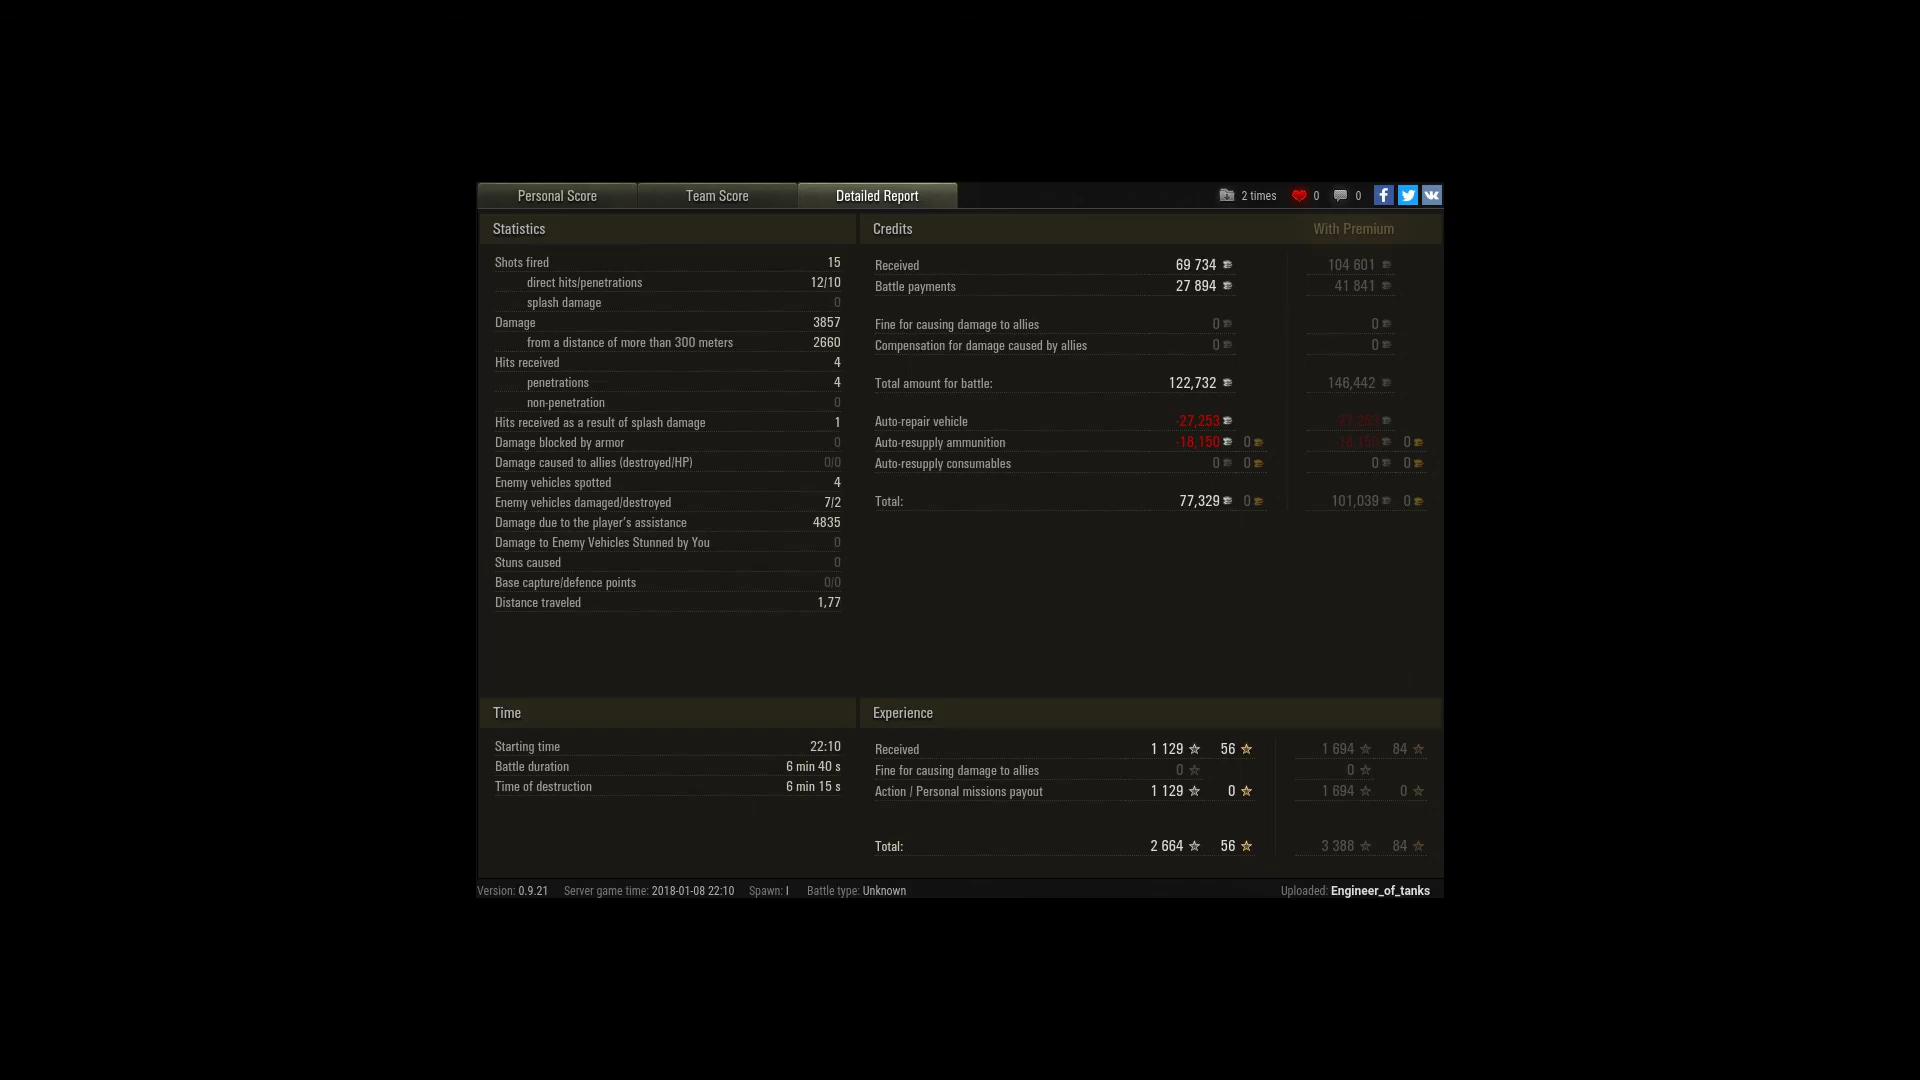 Personal Score Team Score Detailed Report 2 times 0 0
Statistics
Shots fired 15
direct hits/penetrations 12/10
splash damage 0
Damage 3857
from a distance of more than 300 meters 2660
Hits received 4
penetrations 4
non-penetration 0
Hits received as a result of splash damage 1
Damage blocked by armor 0
Damage caused to allies (destroyed/HP) 0/0
Enemy vehicles spotted 4
Enemy vehicles damaged/destroyed 7/2
Damage due to the player's assistance 4835
Damage to Enemy Vehicles Stunned by You 0
Stuns caused 0
Base capture/defence points 0/0
Distance traveled 1,77
Credits With Premium
Received 69 734 104 601
Battle payments 27 894 41 841
Fine for causing damage to allies 0 0
Compensation for damage caused by allies 0 0
Total amount for battle: 122,732 146,442
Auto-repair vehicle -27,253 -27,253
Auto-resupply ammunition -18,150 0 -18,150 0
Auto-resupply consumables 0 0 0 0
Total: 77,329 0 101,039 0
Time
Starting time 22:10
Battle duration 6 min 40 s
Time of destruction 6 min 15 s
Experience
Received 1 129 56 1 694 84
Fine for causing damage to allies 0 0
Action / Personal missions payout 1 129 0 1 694 0
Total: 2 664 56 3 388 84
Version: 0.9.21 Server game time: 2018-01-08 22:10 Spawn: I Battle type: Unknown Uploaded: Engineer_of_tanks